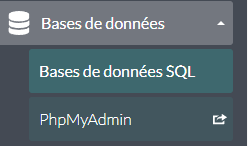 Bases de données
Bases de données SQL
PhpMyAdmin